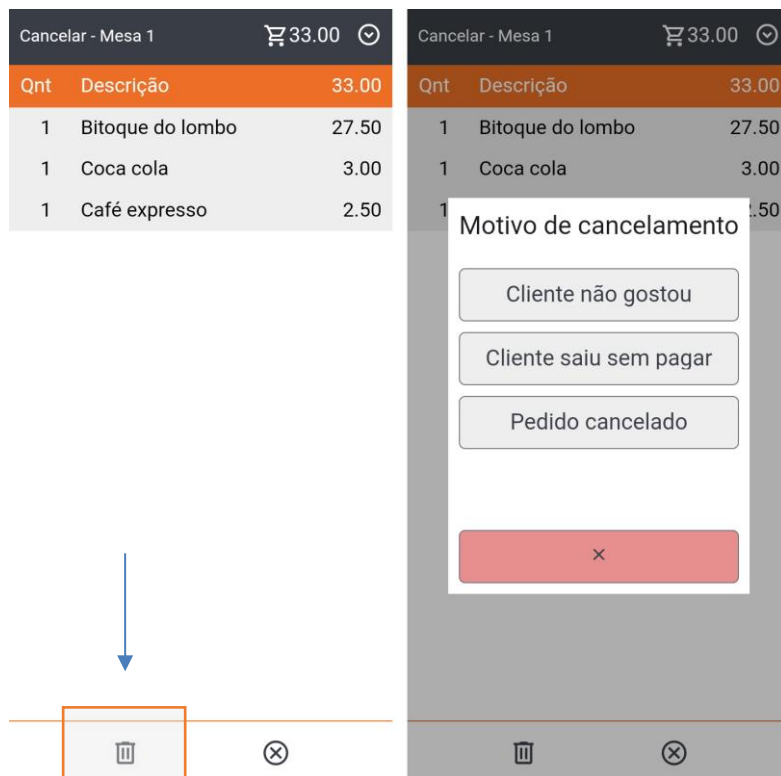 Cancelar - Mesa 1 33.00
Qnt Descrição 33.00
1 Bitoque do lombo 27.50
1 Coca cola 3.00
1 Café expresso 2.50
Cancelar - Mesa 1 33.00
Qnt Descrição 33.00
1 Bitoque do lombo 27.50
1 Coca cola 3.00
1 .50
Motivo de cancelamento
Cliente não gostou
Cliente saiu sem pagar
Pedido cancelado
×